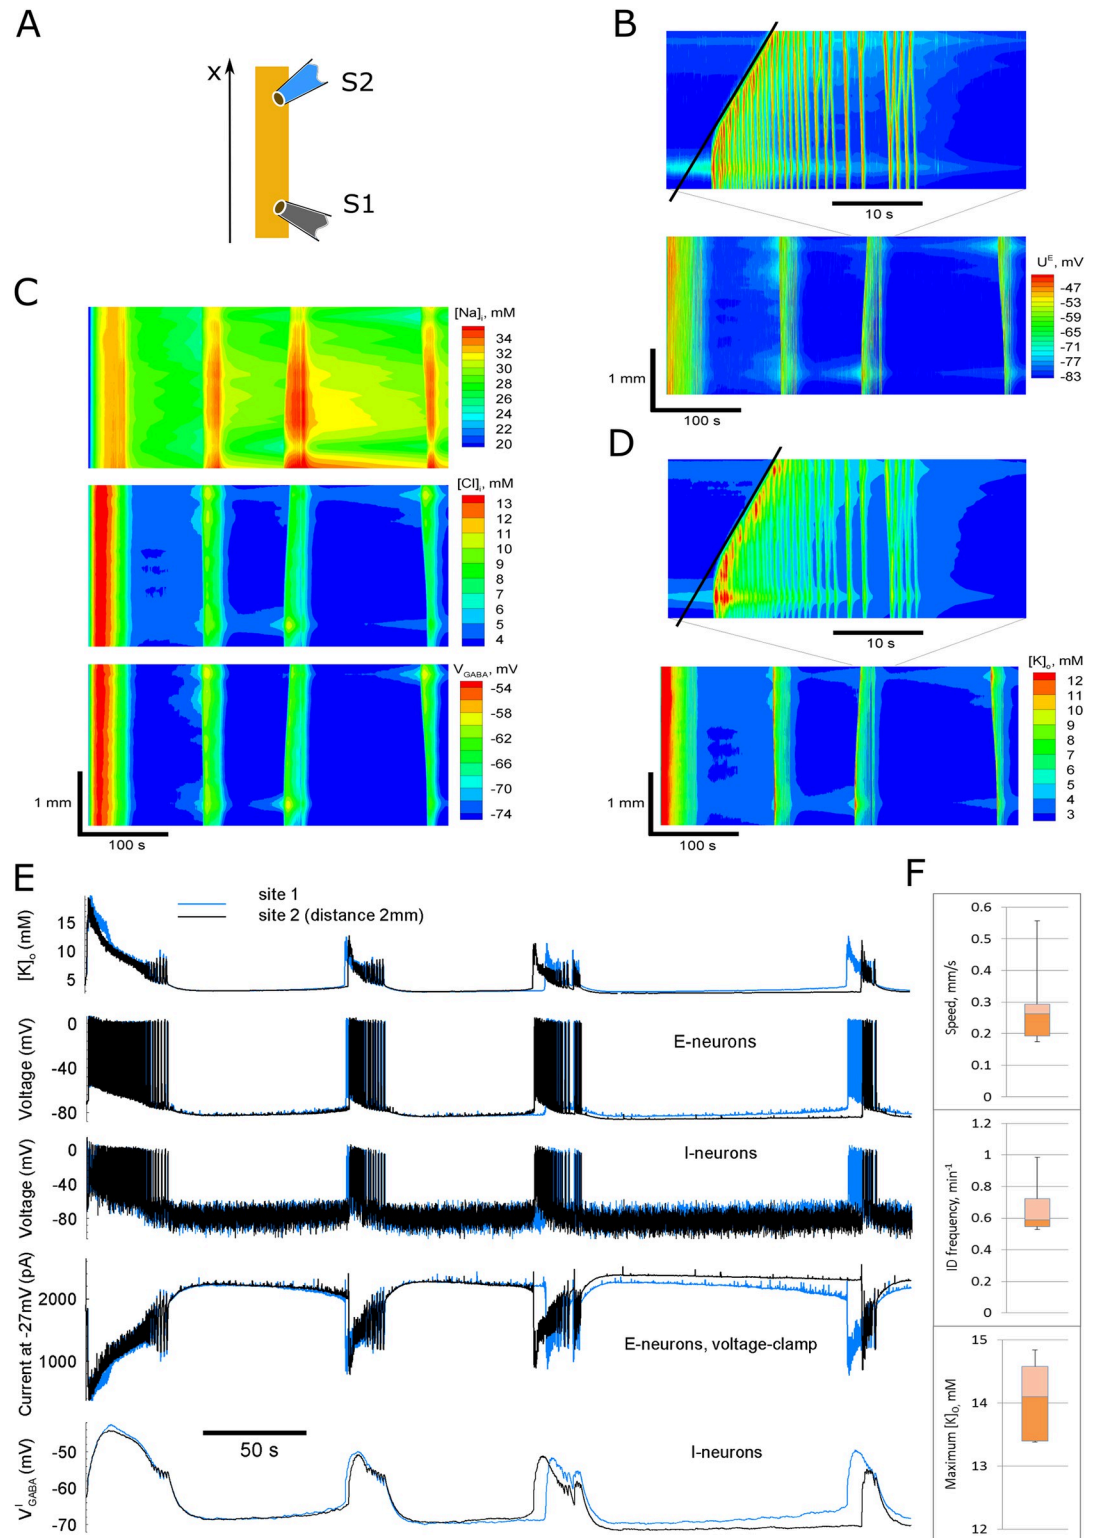 A
x
S2
S1
B
10 s
U^E, mV
-47
-53
-59
-65
-71
-77
-83
1 mm
100 s
C
[Na]i, mM
34
32
30
28
26
24
22
20
[Cl]i, mM
13
12
11
10
9
8
7
6
5
4
VGABA, mV
-54
-58
-62
-66
-70
-74
1 mm
100 s
D
10 s
[K]o, mM
12
11
10
9
8
7
6
5
4
3
1 mm
100 s
E
site 1
site 2 (distance 2mm)
[K]o (mM)
15
10
5
Voltage (mV)
0
-40
-80
E-neurons
Voltage (mV)
0
-40
-80
I-neurons
Current at -27mV (pA)
2000
1000
E-neurons, voltage-clamp
V^I GABA (mV)
-50
-60
-70
50 s
I-neurons
F
Speed, mm/s
0.6
0.5
0.4
0.3
0.2
0.1
0
ID frequency, min-1
1.2
1
0.8
0.6
0.4
0.2
0
Maximum [K]O, mM
15
14
13
12